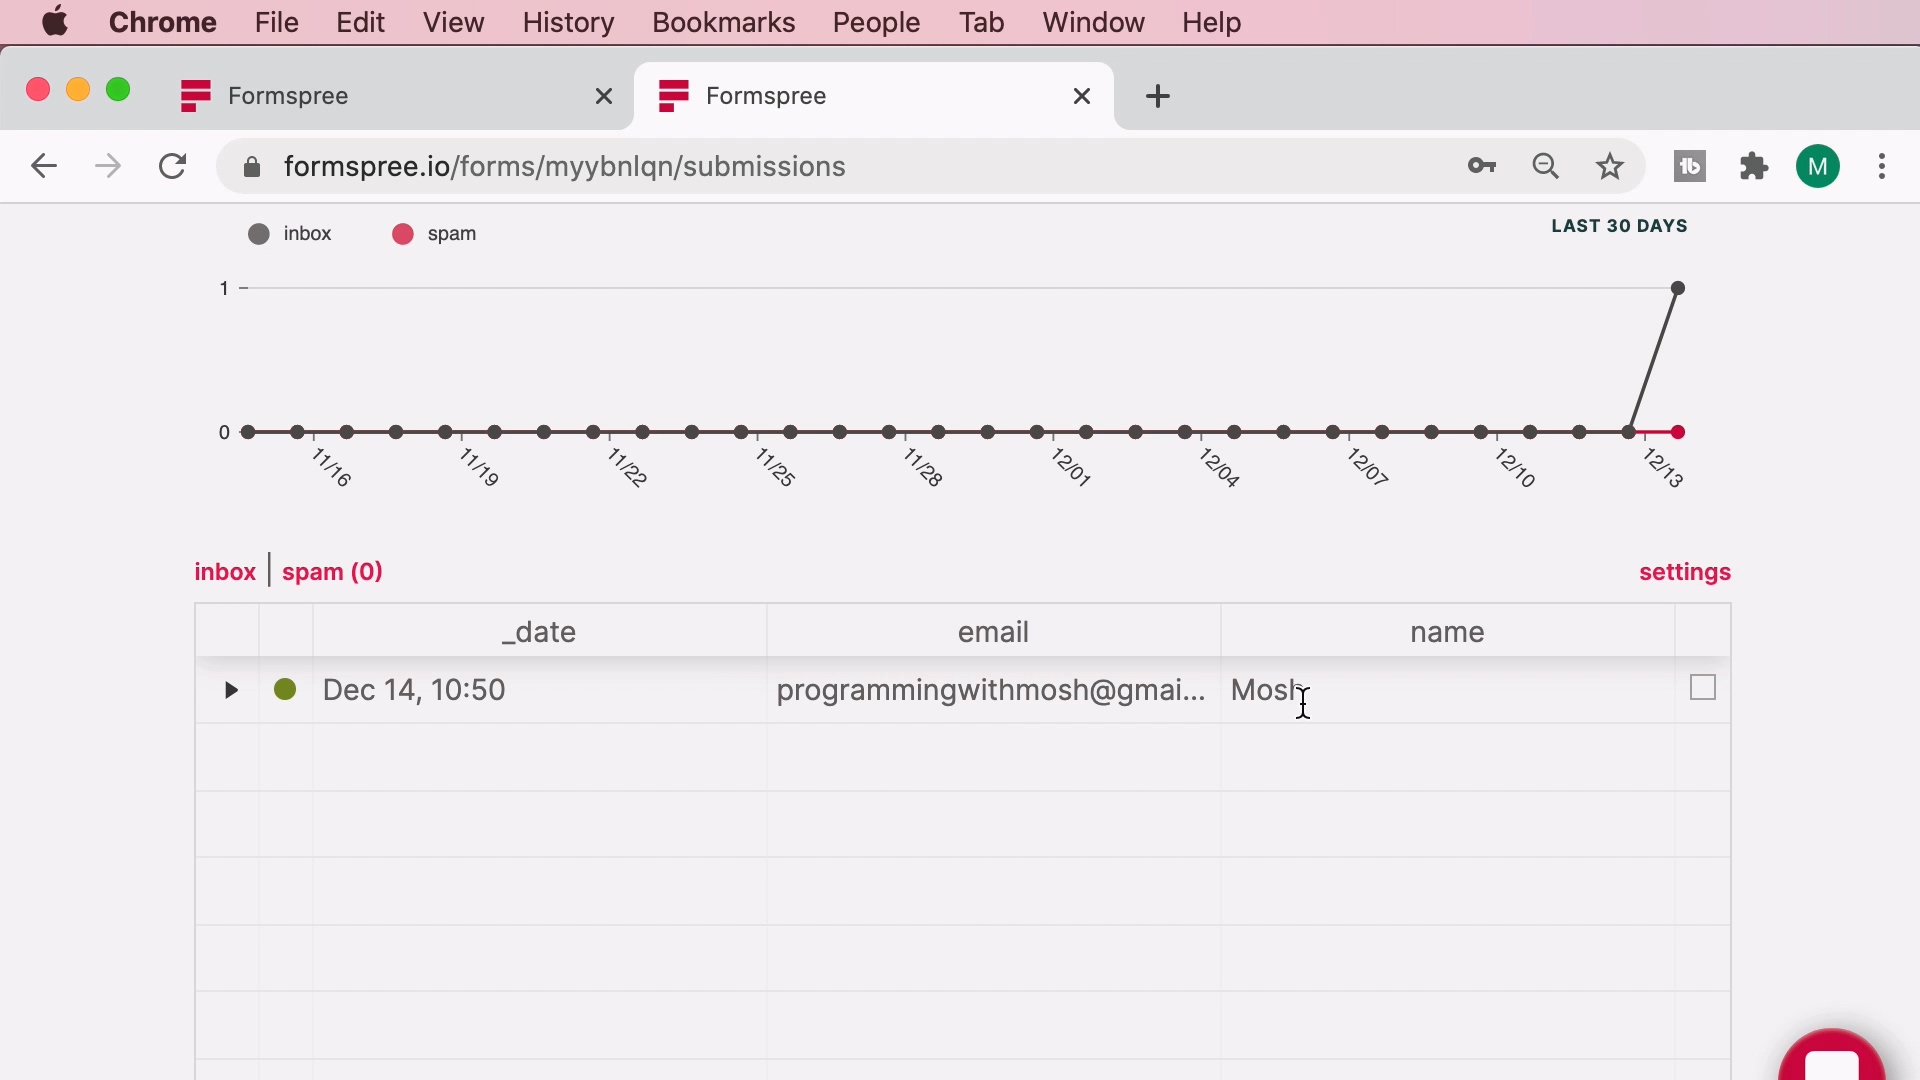 Chrome File Edit View History Bookmarks People Tab Window Help
Formspree Formspree
formspree.io/forms/myybnlqn/submissions M
inbox spam LAST 30 DAYS
1
0
11/16 11/19 11/22 11/25 11/28 12/01 12/04 12/07 12/10 12/13
inbox | spam (0) settings
_date email name
Dec 14, 10:50 programmingwithmosh@gmai... Mosh